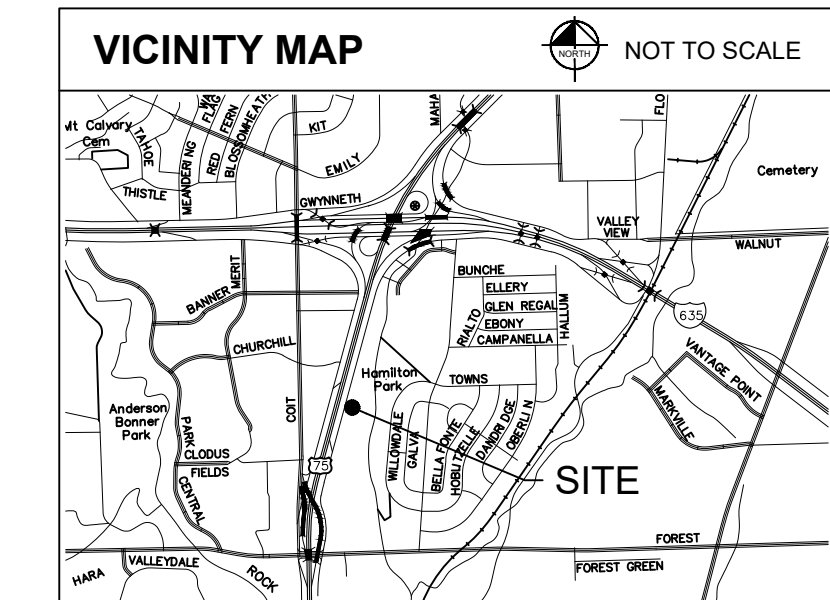 VICINITY MAP
NORTH
NOT TO SCALE
Mt Calvary
Cem
TAHOE
THISTLE
MEANDERING
FLAG
RED
FERN
BLOSSOMHEATH
KIT
EMILY
GWYNNETH
MAHA
FLO
Cemetery
VALLEY
VIEW
WALNUT
635
BANNER
MERIT
BUNCHE
ELLERY
GLEN REGAL
EBONY
CAMPANELLA
RIALTO
HALLUM
CHURCHILL
COIT
Hamilton
Park
TOWNS
VANTAGE POINT
MARKVILLE
Anderson
Bonner
Park
PARK
CENTRAL
CLODUS
FIELDS
75
WILLOWDALE
GALVA
BELLA FONTE
HOBLITZELLE
DANDRIDGE
OBERLIN
SITE
FOREST
FOREST GREEN
HARA
VALLEYDALE
ROCK